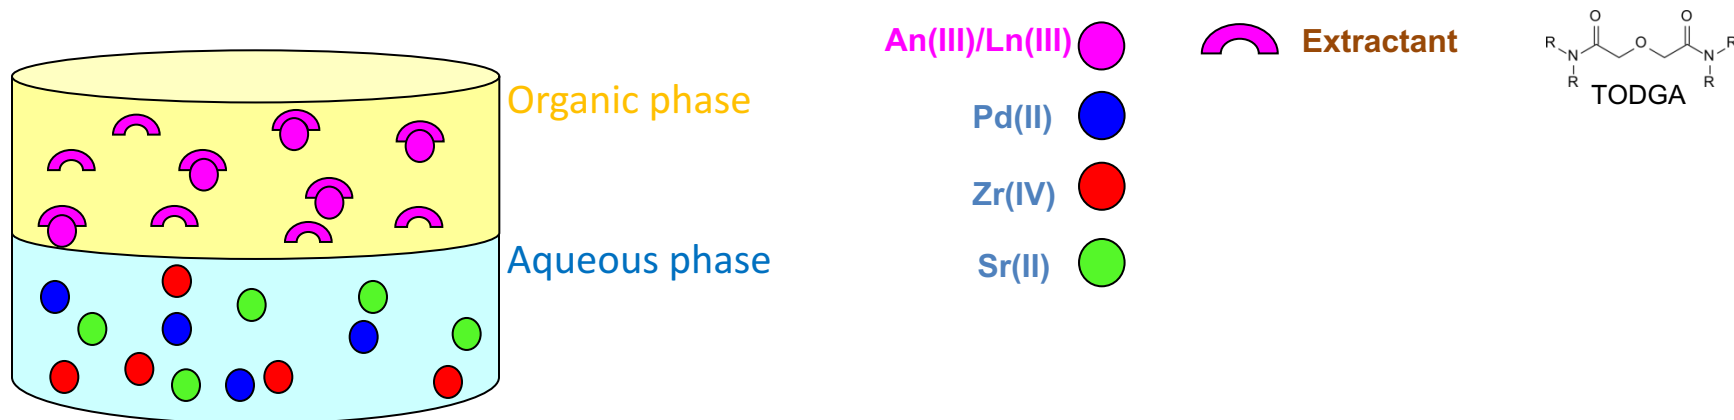 Organic phase
Aqueous phase
An(III)/Ln(III)
Pd(II)
Zr(IV)
Sr(II)
Extractant
O O
R N O N R
R R
TODGA